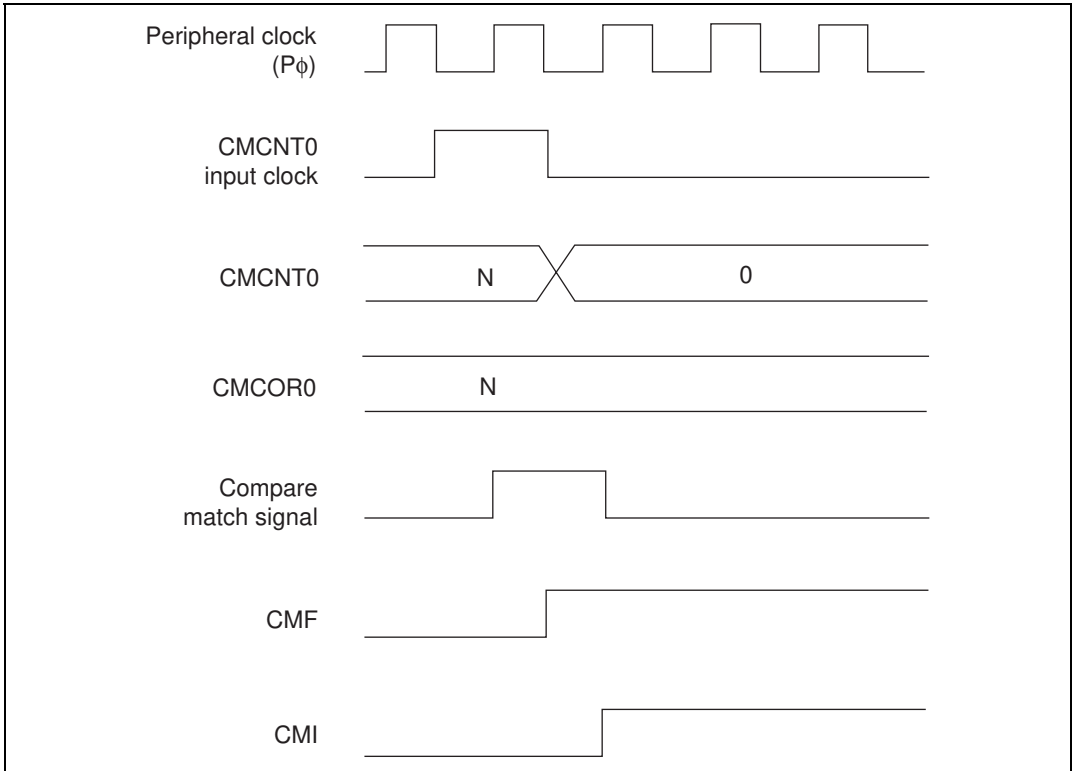 Peripheral clock
(Pϕ)
CMCNT0
input clock
CMCNT0
N
0
CMCOR0
N
Compare
match signal
CMF
CMI